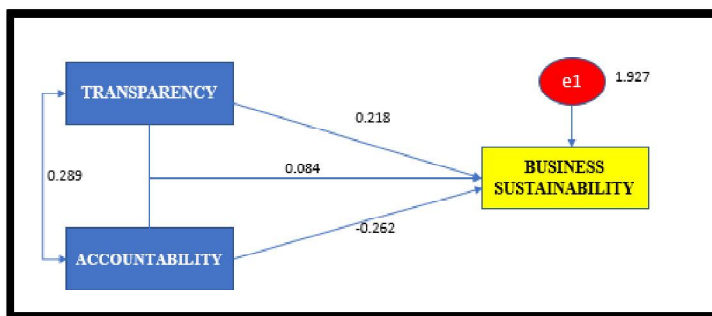 TRANSPARENCY
e1
1.927
0.218
0.084
0.289
BUSINESS
SUSTAINABILITY
-0.262
ACCOUNTABILITY